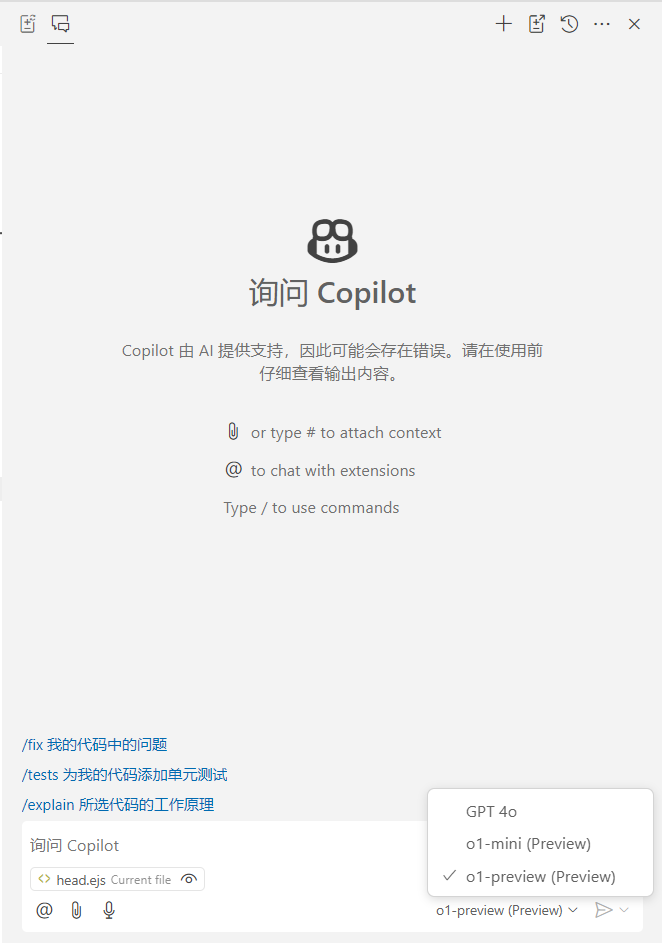 询问 Copilot
Copilot 由 AI 提供支持，因此可能会存在错误。请在使用前
仔细查看输出内容。
or type # to attach context
@ to chat with extensions
Type / to use commands
/fix 我的代码中的问题
/tests 为我的代码添加单元测试
/explain 所选代码的工作原理
GPT 4o
o1-mini (Preview)
o1-preview (Preview)
询问 Copilot
head.ejs Current file
@ o1-preview (Preview)